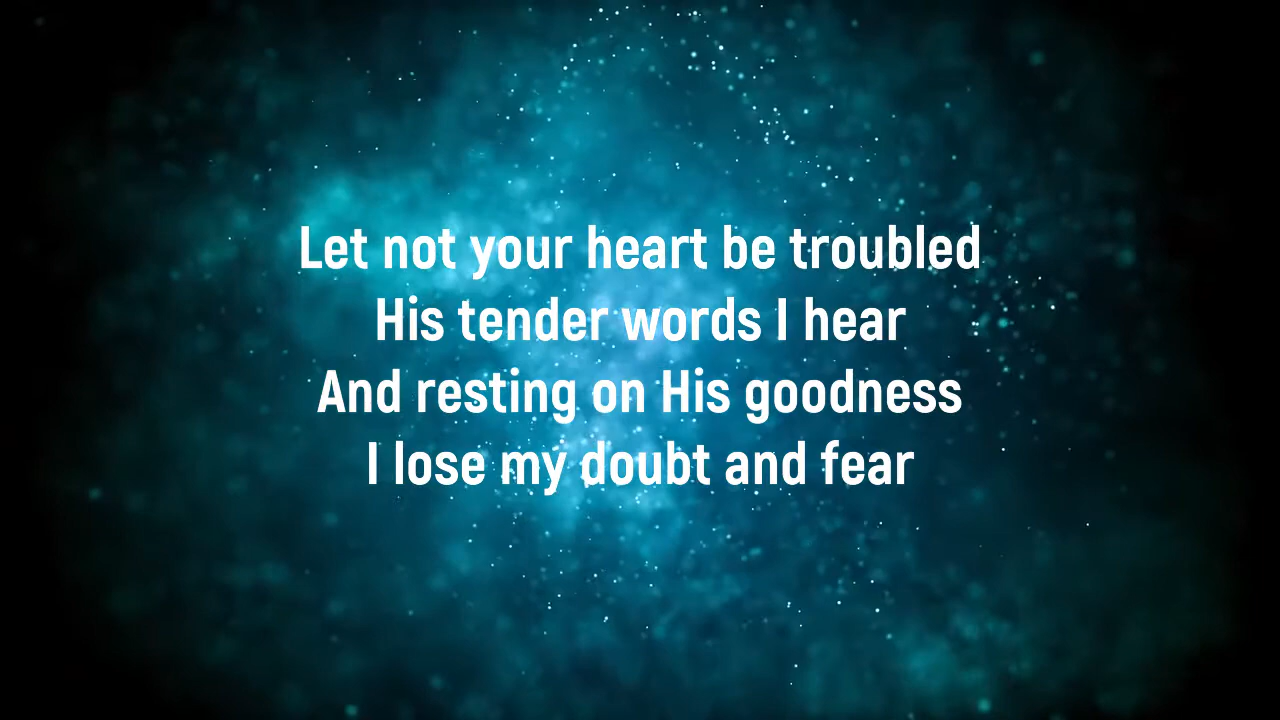 Let not your heart be troubled
His tender words I hear
And resting on His goodness
I lose my doubt and fear